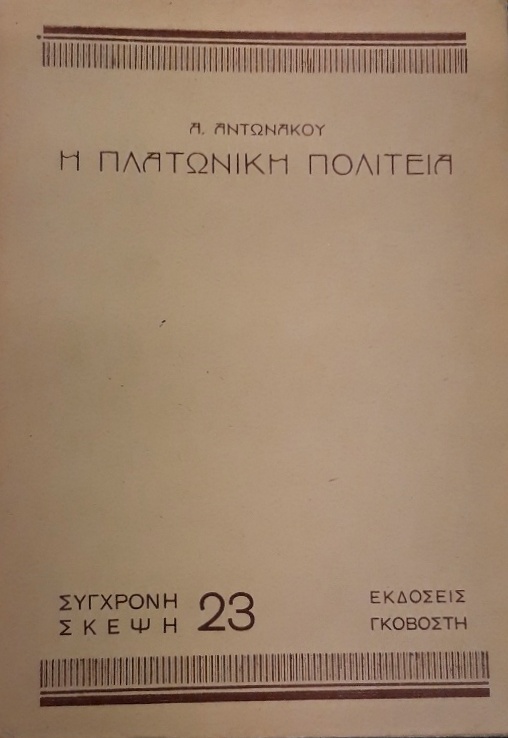 Α. ΑΝΤΩΝΑΚΟΥ
Η ΠΛΑΤΩΝΙΚΗ ΠΟΛΙΤΕΙΑ
ΣΥΓΧΡΟΝΗ
ΣΚΕΨΗ 23
ΕΚΔΟΣΕΙΣ
ΓΚΟΒΟΣΤΗ